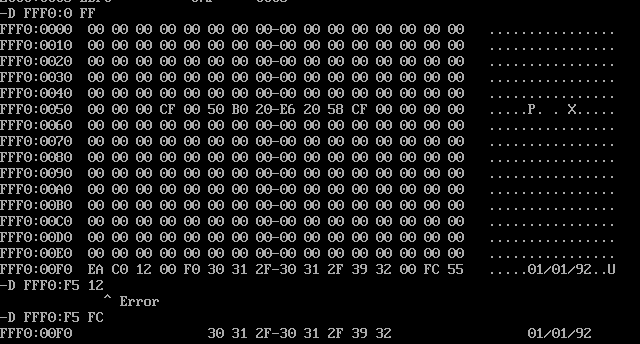 -D FFF0:0 FF
FFF0:0000 00 00 00 00 00 00 00 00-00 00 00 00 00 00 00 00 ................
FFF0:0010 00 00 00 00 00 00 00 00-00 00 00 00 00 00 00 00 ................
FFF0:0020 00 00 00 00 00 00 00 00-00 00 00 00 00 00 00 00 ................
FFF0:0030 00 00 00 00 00 00 00 00-00 00 00 00 00 00 00 00 ................
FFF0:0040 00 00 00 00 00 00 00 00-00 00 00 00 00 00 00 00 ................
FFF0:0050 00 00 00 CF 00 50 B0 20-E6 20 58 CF 00 00 00 00 .....P. . X.....
FFF0:0060 00 00 00 00 00 00 00 00-00 00 00 00 00 00 00 00 ................
FFF0:0070 00 00 00 00 00 00 00 00-00 00 00 00 00 00 00 00 ................
FFF0:0080 00 00 00 00 00 00 00 00-00 00 00 00 00 00 00 00 ................
FFF0:0090 00 00 00 00 00 00 00 00-00 00 00 00 00 00 00 00 ................
FFF0:00A0 00 00 00 00 00 00 00 00-00 00 00 00 00 00 00 00 ................
FFF0:00B0 00 00 00 00 00 00 00 00-00 00 00 00 00 00 00 00 ................
FFF0:00C0 00 00 00 00 00 00 00 00-00 00 00 00 00 00 00 00 ................
FFF0:00D0 00 00 00 00 00 00 00 00-00 00 00 00 00 00 00 00 ................
FFF0:00E0 00 00 00 00 00 00 00 00-00 00 00 00 00 00 00 00 ................
FFF0:00F0 EA C0 12 00 F0 30 31 2F-30 31 2F 39 32 00 FC 55 .....01/01/92..U
-D FFF0:F5 12
^ Error
-D FFF0:F5 FC
FFF0:00F0 30 31 2F-30 31 2F 39 32 01/01/92